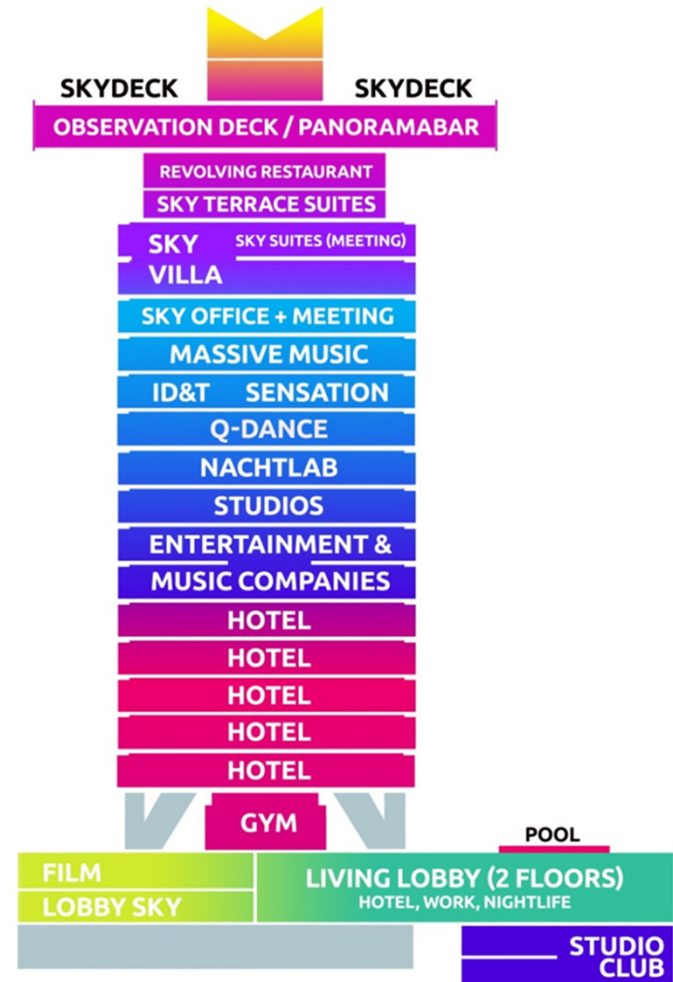 SKYDECK SKYDECK
OBSERVATION DECK / PANORAMABAR
REVOLVING RESTAURANT
SKY TERRACE SUITES
SKY SKY SUITES (MEETING)
VILLA
SKY OFFICE + MEETING
MASSIVE MUSIC
ID&T SENSATION
Q-DANCE
NACHTLAB
STUDIOS
ENTERTAINMENT &
MUSIC COMPANIES
HOTEL
HOTEL
HOTEL
HOTEL
HOTEL
GYM
POOL
FILM
LOBBY SKY
LIVING LOBBY (2 FLOORS)
HOTEL, WORK, NIGHTLIFE
STUDIO
CLUB